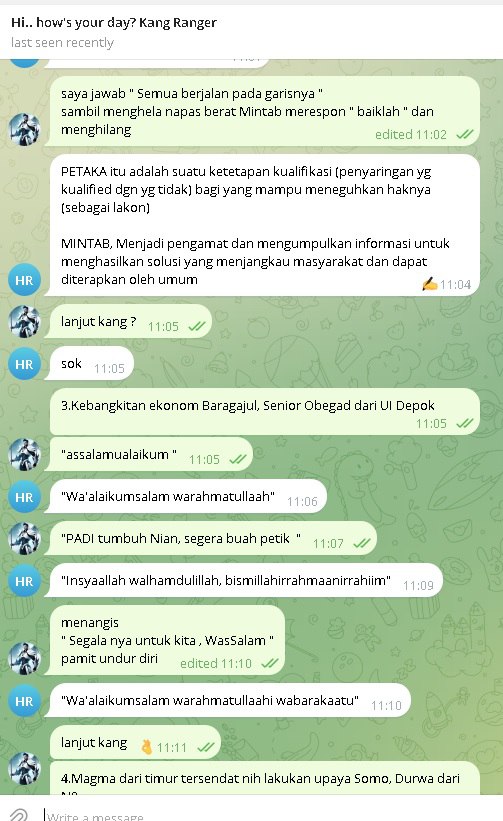 Hi.. how's your day? Kang Ranger
last seen recently
saya jawab " Semua berjalan pada garisnya "
sambil menghela napas berat Mintab merespon " baiklah " dan
menghilang
edited 11:02
PETAKA itu adalah suatu ketetapan kualifikasi (penyaringan yg
kualified dgn yg tidak) bagi yang mampu meneguhkan haknya
(sebagai lakon)
MINTAB, Menjadi pengamat dan mengumpulkan informasi untuk
menghasilkan solusi yang menjangkau masyarakat dan dapat
diterapkan oleh umum
HR
✍️ 11:04
lanjut kang ?
11:05
HR
sok
11:05
3.Kebangkitan ekonom Baragajul, Senior Obegad dari UI Depok
11:05
"assalamualaikum "
11:05
HR
"Wa'alaikumsalam warahmatullaah"
11:06
"PADI tumbuh Nian, segera buah petik "
11:07
HR
"Insyaallah walhamdulillah, bismillahirrahmaanirrahiim"
11:09
menangis
" Segala nya untuk kita , WasSalam "
pamit undur diri
edited 11:10
HR
"Wa'alaikumsalam warahmatullaahi wabarakaatu"
11:10
lanjut kang
👌 11:11
4.Magma dari timur tersendat nih lakukan upaya Somo, Durwa dari
Write a message...